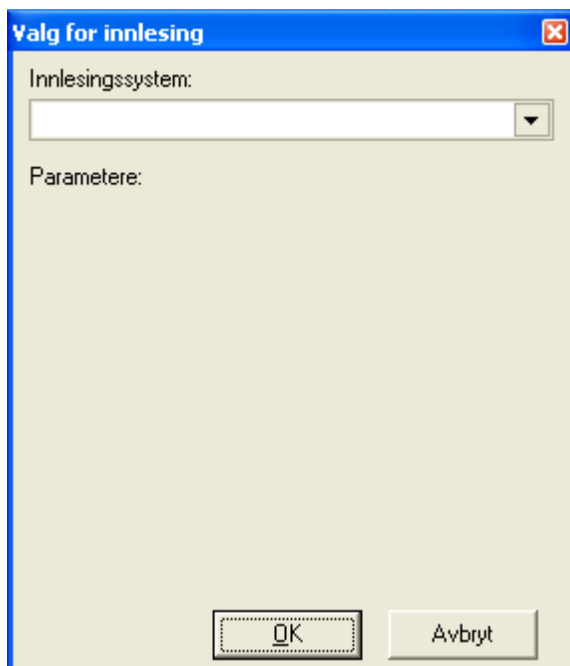 Valg for innlesing
Innlesingssystem:
Parametere:
OK
Avbryt